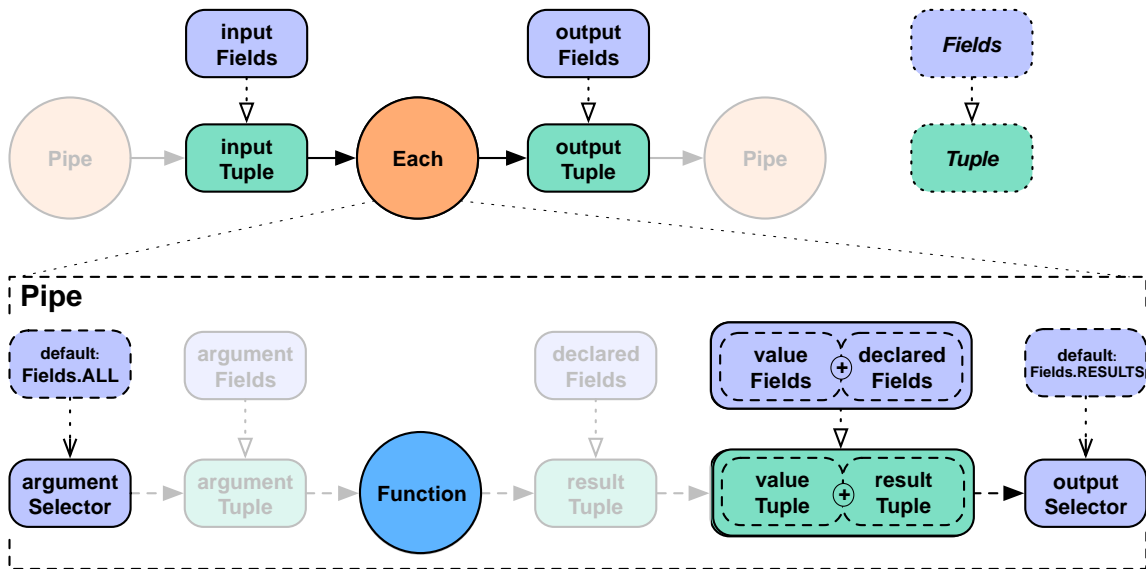 input
Fields
output
Fields
Fields
Pipe
input
Tuple
Each
output
Tuple
Pipe
Tuple
Pipe
default:
Fields.ALL
argument
Fields
declared
Fields
value
Fields
+
declared
Fields
default:
Fields.RESULTS
argument
Selector
argument
Tuple
Function
result
Tuple
value
Tuple
+
result
Tuple
output
Selector